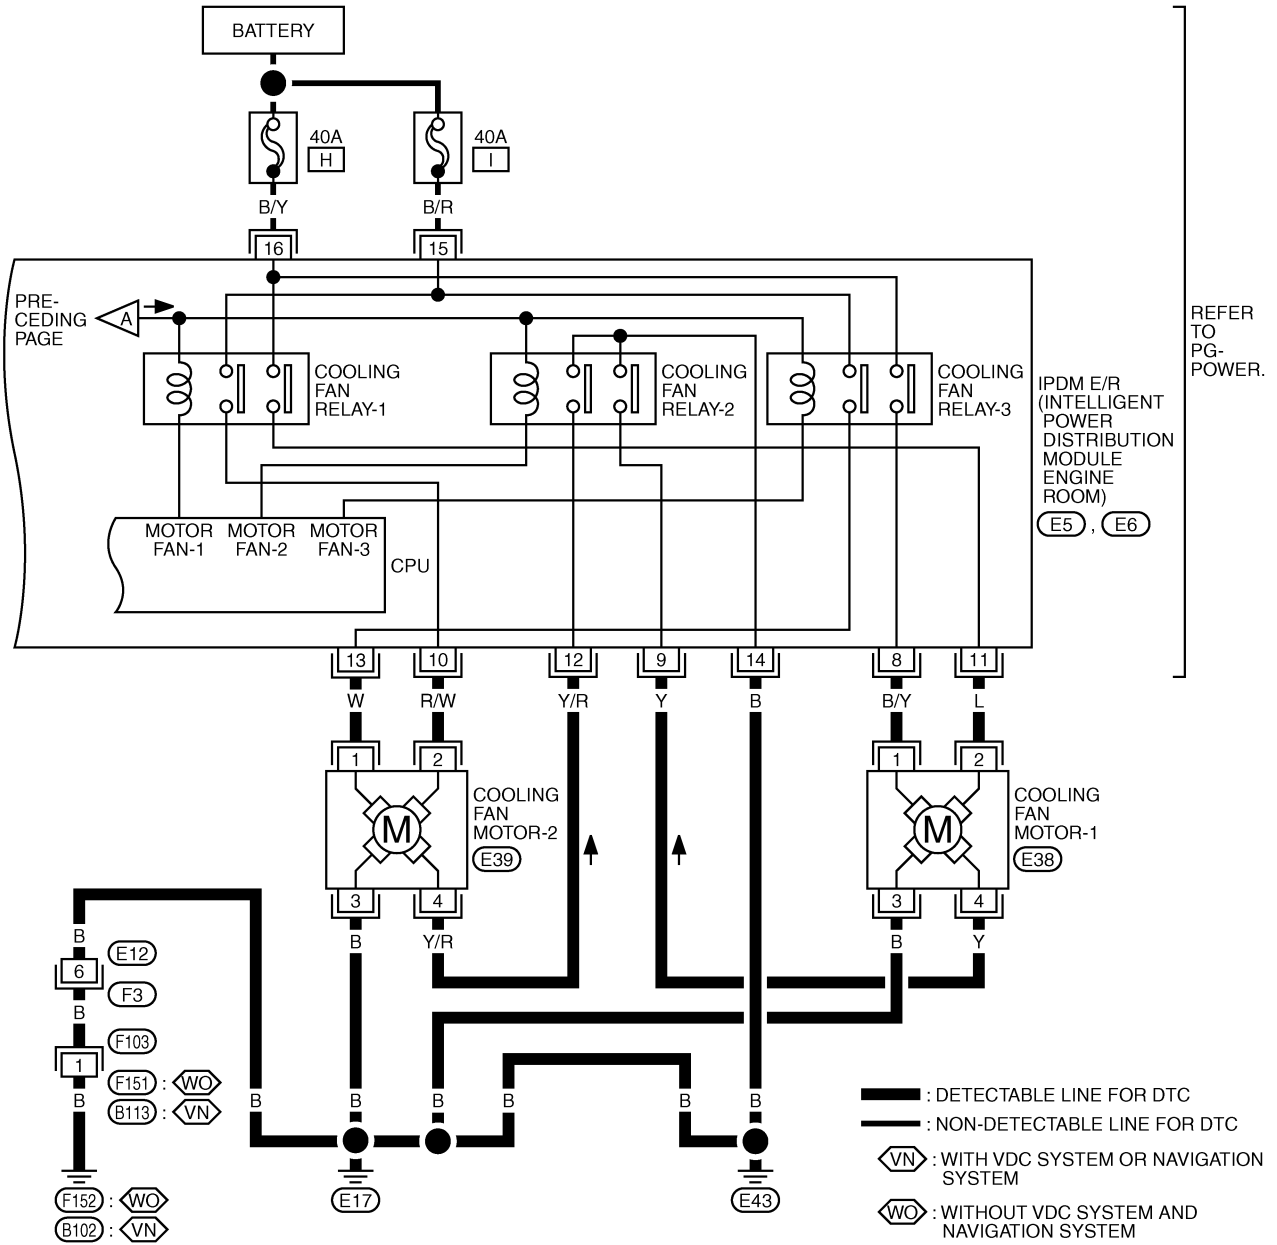 BATTERY
40A
H
40A
I
B/Y
B/R
16
15
PRE-
CEDING
PAGE
A
COOLING
FAN
RELAY-1
COOLING
FAN
RELAY-2
COOLING
FAN
RELAY-3
REFER
TO
PG-
POWER.
IPDM E/R
(INTELLIGENT
POWER
DISTRIBUTION
MODULE
ENGINE
ROOM)
E5 , E6
MOTOR
FAN-1
MOTOR
FAN-2
MOTOR
FAN-3
CPU
13
10
12
9
14
8
11
W
R/W
Y/R
Y
B
B/Y
L
1
2
M
COOLING
FAN
MOTOR-2
E39
3
4
1
2
M
COOLING
FAN
MOTOR-1
E38
3
4
B
Y/R
B
Y
B
E12
6
F3
B
F103
1
F151 : WO
B113 : VN
B
B
B
B
B
B
B
F152 : WO
B102 : VN
E17
E43
: DETECTABLE LINE FOR DTC
: NON-DETECTABLE LINE FOR DTC
VN : WITH VDC SYSTEM OR NAVIGATION
SYSTEM
WO : WITHOUT VDC SYSTEM AND
NAVIGATION SYSTEM